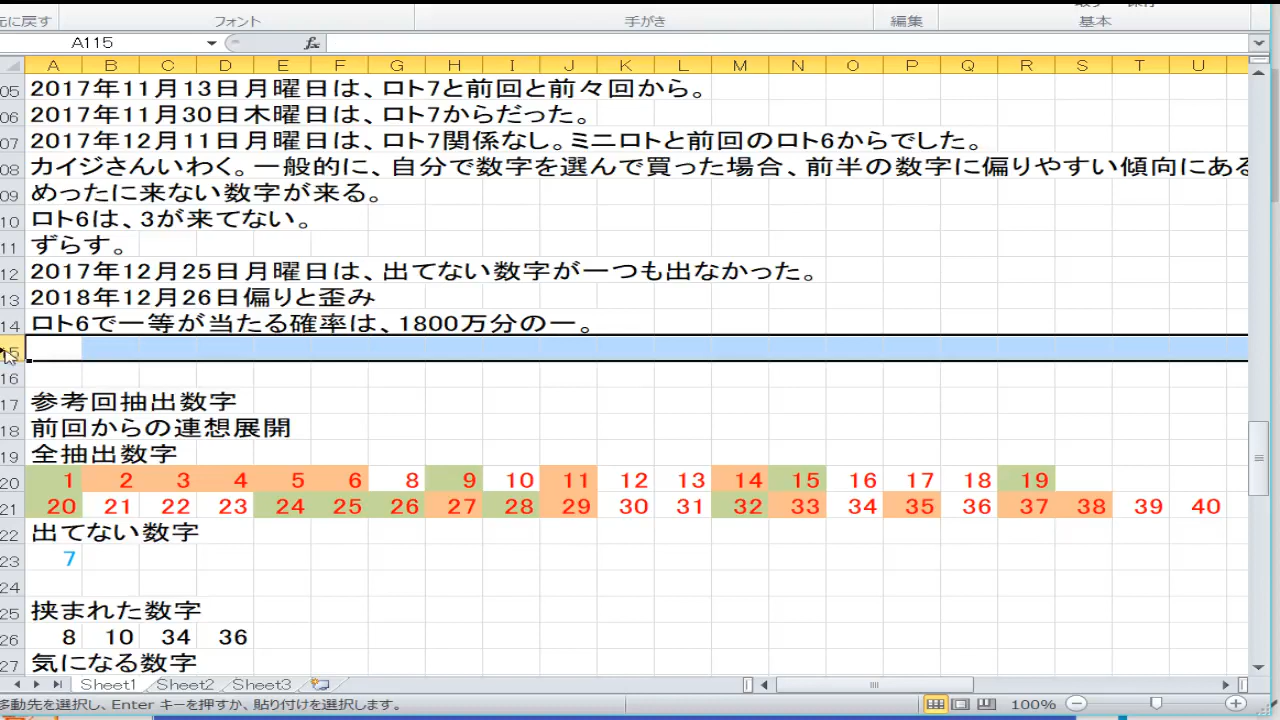 元に戻す フォント 手がき 編集 基本
A115 fx
A B C D E F G H I J K L M N O P Q R S T U
05 2017年11月13日月曜日は、ロト7と前回と前々回から。
06 2017年11月30日木曜日は、ロト7からだった。
07 2017年12月11日月曜日は、ロト7関係なし。ミニロトと前回のロト6からでした。
08 カイジさんいわく。一般的に、自分で数字を選んで買った場合、前半の数字に偏りやすい傾向にある
09 めったに来ない数字が来る。
10 ロト6は、3が来てない。
11 ずらす。
12 2017年12月25日月曜日は、出てない数字が一つも出なかった。
13 2018年12月26日偏りと歪み
14 ロト6で一等が当たる確率は、1800万分の一。
15
16
17 参考回抽出数字
18 前回からの連想展開
19 全抽出数字
20 1 2 3 4 5 6 8 9 10 11 12 13 14 15 16 17 18 19
21 20 21 22 23 24 25 26 27 28 29 30 31 32 33 34 35 36 37 38 39 40
22 出てない数字
23 7
24
25 挟まれた数字
26 8 10 34 36
27 気になる数字
Sheet1 Sheet2 Sheet3
移動先を選択し、Enter キーを押すか、貼り付けを選択します。 100%